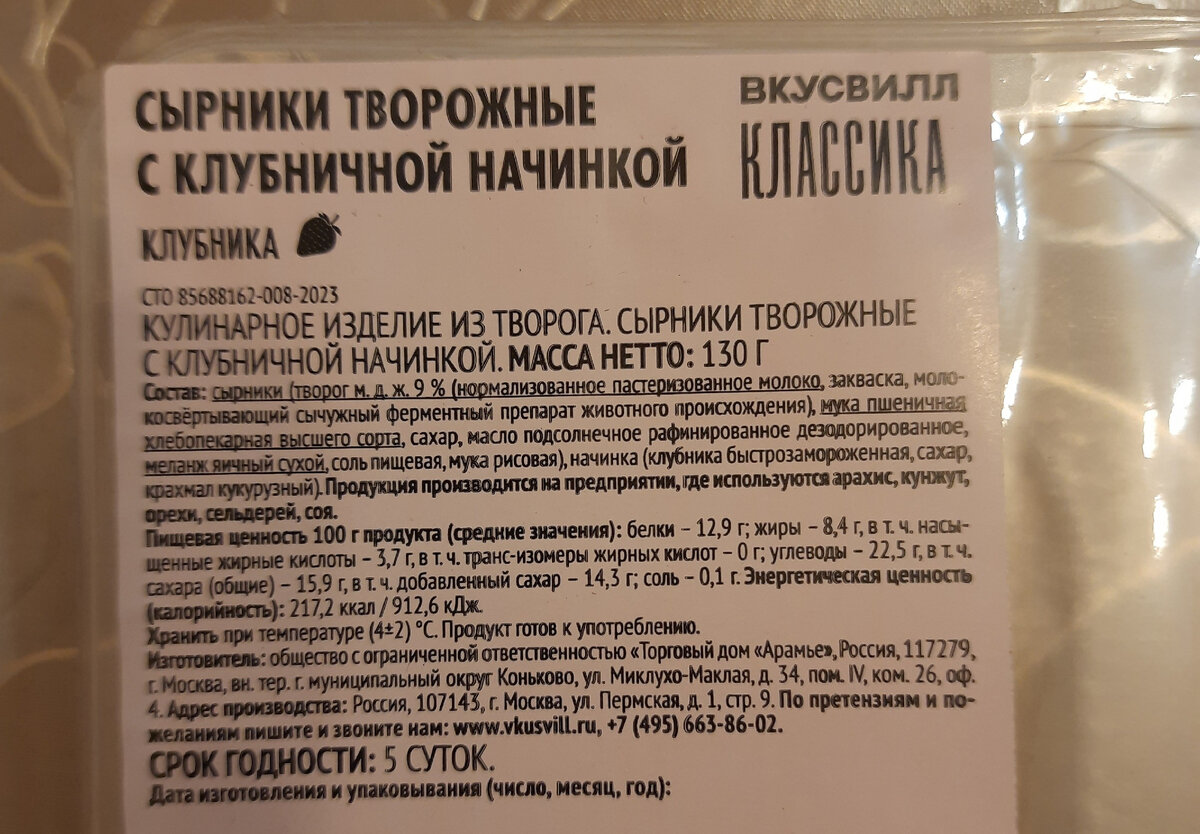 СЫРНИКИ ТВОРОЖНЫЕ
С КЛУБНИЧНОЙ НАЧИНКОЙ
ВКУСВИЛЛ
КЛАССИКА
КЛУБНИКА
СТО 85688162-008-2023
КУЛИНАРНОЕ ИЗДЕЛИЕ ИЗ ТВОРОГА. СЫРНИКИ ТВОРОЖНЫЕ
С КЛУБНИЧНОЙ НАЧИНКОЙ. МАССА НЕТТО: 130 Г
Состав: сырники (творог м. д. ж. 9 % (нормализованное пастеризованное молоко, закваска, моло-
косвёртывающий сычужный ферментный препарат животного происхождения), мука пшеничная
хлебопекарная высшего сорта, сахар, масло подсолнечное рафинированное дезодорированное,
меланж яичный сухой, соль пищевая, мука рисовая), начинка (клубника быстрозамороженная, сахар,
крахмал кукурузный). Продукция производится на предприятии, где используются арахис, кунжут,
орехи, сельдерей, соя.
Пищевая ценность 100 г продукта (средние значения): белки – 12,9 г; жиры – 8,4 г, в т. ч. насы-
щенные жирные кислоты – 3,7 г, в т. ч. транс-изомеры жирных кислот – 0 г; углеводы – 22,5 г, в т. ч.
сахара (общие) – 15,9 г, в т. ч. добавленный сахар – 14,3 г; соль – 0,1 г. Энергетическая ценность
(калорийность): 217,2 ккал / 912,6 кДж.
Хранить при температуре (4±2) °С. Продукт готов к употреблению.
Изготовитель: общество с ограниченной ответственностью «Торговый дом «Арамье», Россия, 117279,
г. Москва, вн. тер. г. муниципальный округ Коньково, ул. Миклухо-Маклая, д. 34, пом. IV, ком. 26, оф.
4. Адрес производства: Россия, 107143, г. Москва, ул. Пермская, д. 1, стр. 9. По претензиям и по-
желаниям пишите и звоните нам: www.vkusvill.ru, +7 (495) 663-86-02.
СРОК ГОДНОСТИ: 5 СУТОК.
Дата изготовления и упаковывания (число, месяц, год):